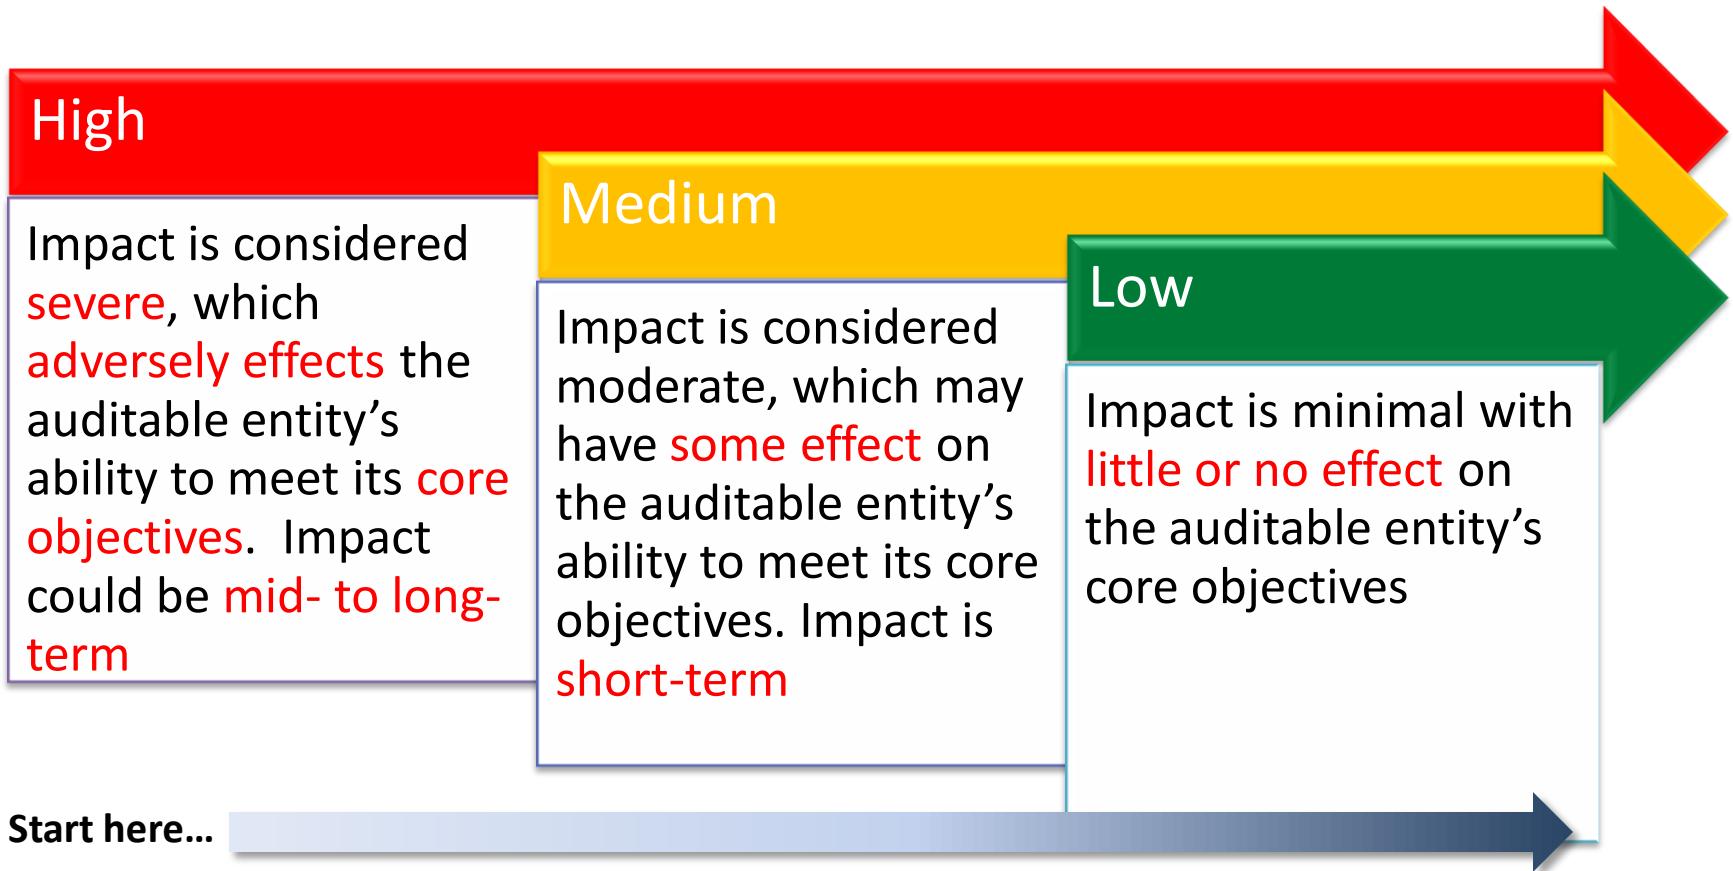 High
Impact is considered
severe, which
adversely effects the
auditable entity’s
ability to meet its core
objectives.  Impact
could be mid- to long-
term
Medium
Impact is considered
moderate, which may
have some effect on
the auditable entity’s
ability to meet its core
objectives. Impact is
short-term
Low
Impact is minimal with
little or no effect on
the auditable entity’s
core objectives
Start here…